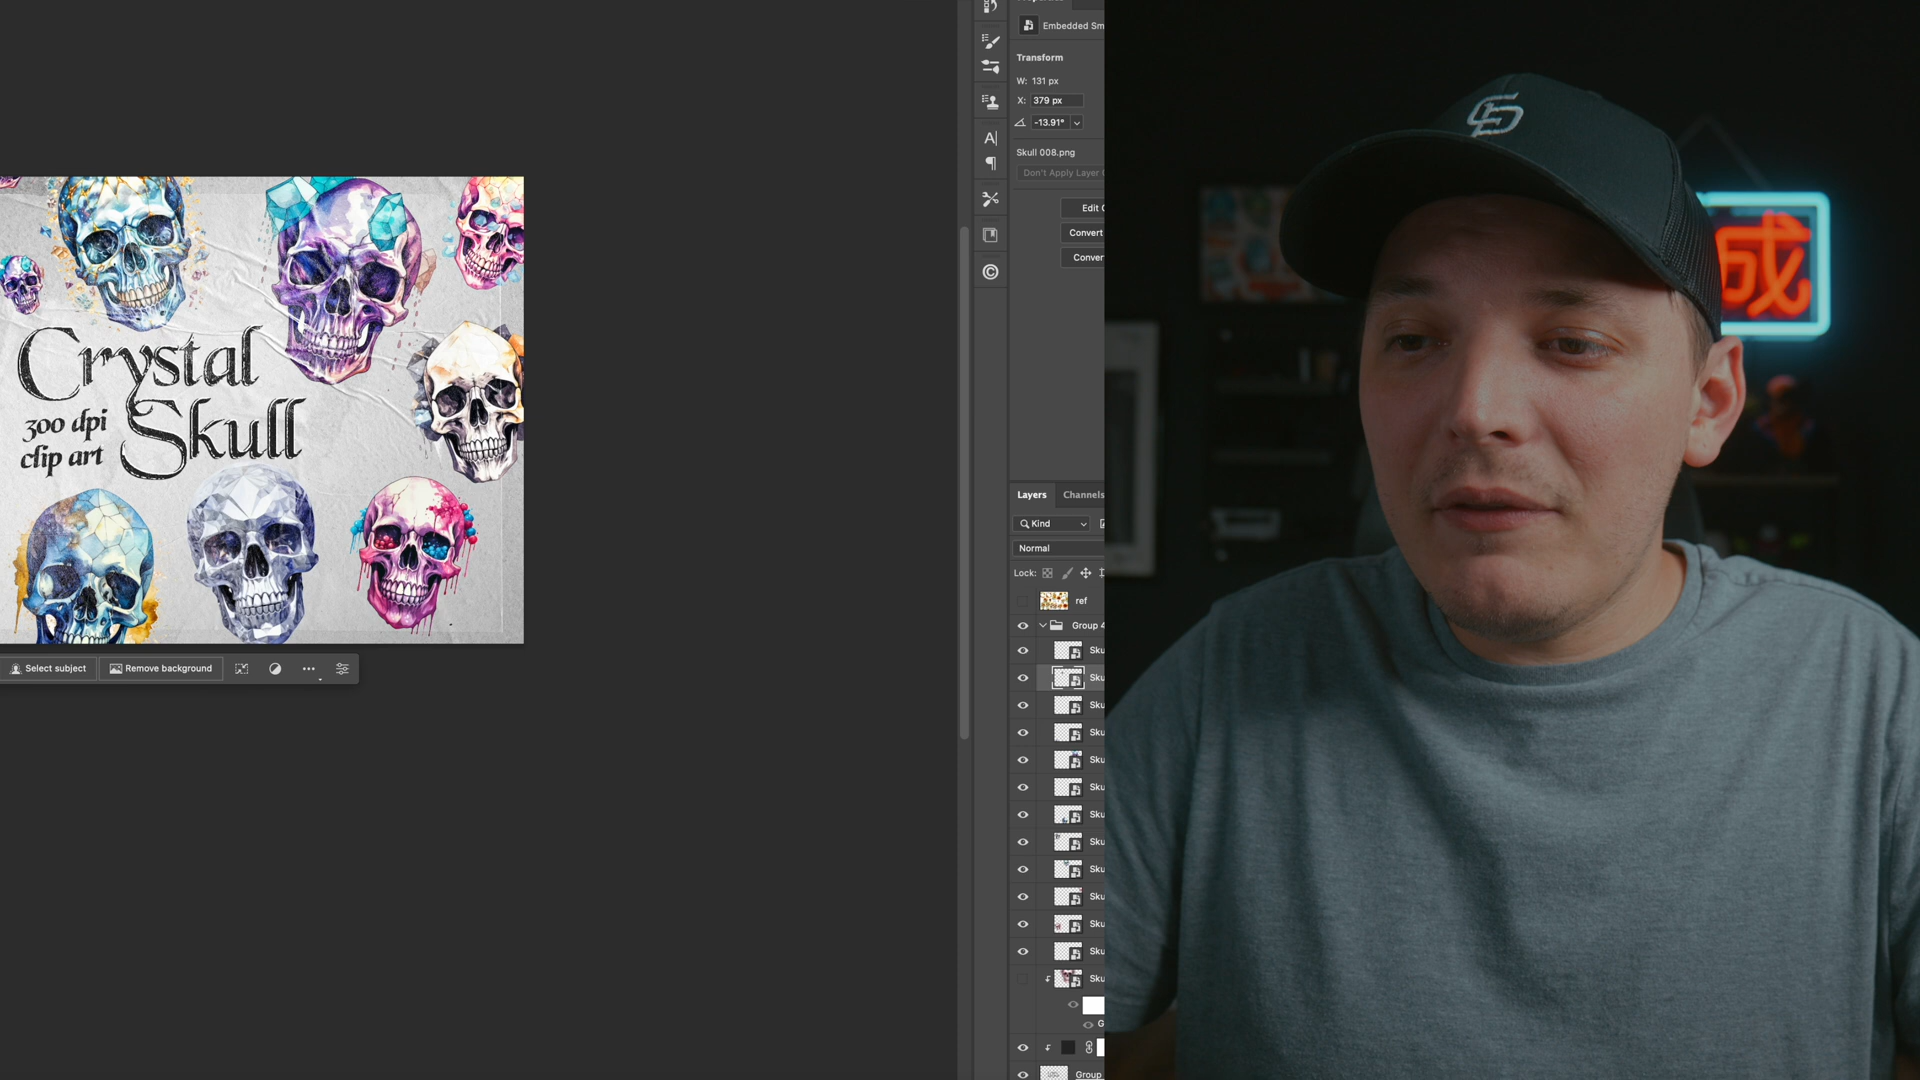 Embedded Sm
Transform
W: 131 px
X: 379 px
-13.91°
Skull 008.png
Don't Apply Layer C
Edit C
Convert
Conver
Crystal
Skull
300 dpi
clip art
Select subject
Remove background
Layers
Channels
Kind
Normal
Lock:
ref
Group 4
Sku
Sku
Sku
Sku
Sku
Sku
Sku
Sku
Sku
Sku
Sku
Sku
Sku
G
Group
成